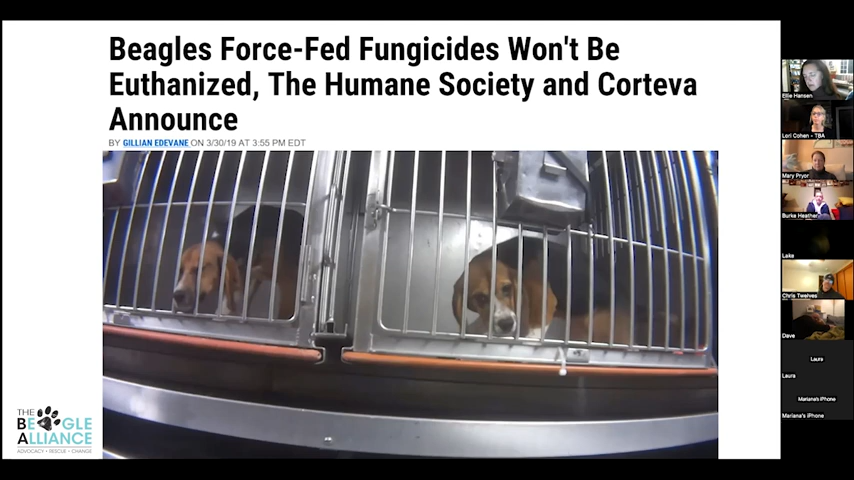 Beagles Force-Fed Fungicides Won't Be
Euthanized, The Humane Society and Corteva
Announce
BY GILLIAN EDEVANE ON 3/30/19 AT 3:55 PM EDT
THE
BEAGLE
ALLIANCE
ADVOCACY • RESCUE • CHANGE
Ellie Hansen
Lori Cohen - TBA
Mary Pryor
Burke Heather
Lake
Chris Twelves
Dave
Laura
Laura
Mariana's iPhone
Mariana's iPhone